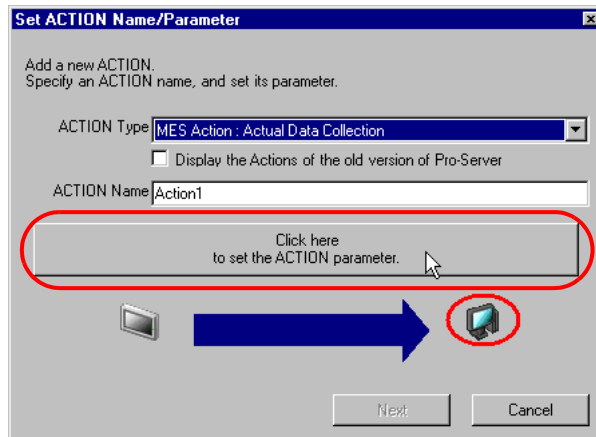 Set ACTION Name/Parameter
Add a new ACTION.
Specify an ACTION name, and set its parameter.
ACTION Type MES Action : Actual Data Collection
Display the Actions of the old version of Pro-Server
ACTION Name Action1
Click here
to set the ACTION parameter.
Next Cancel